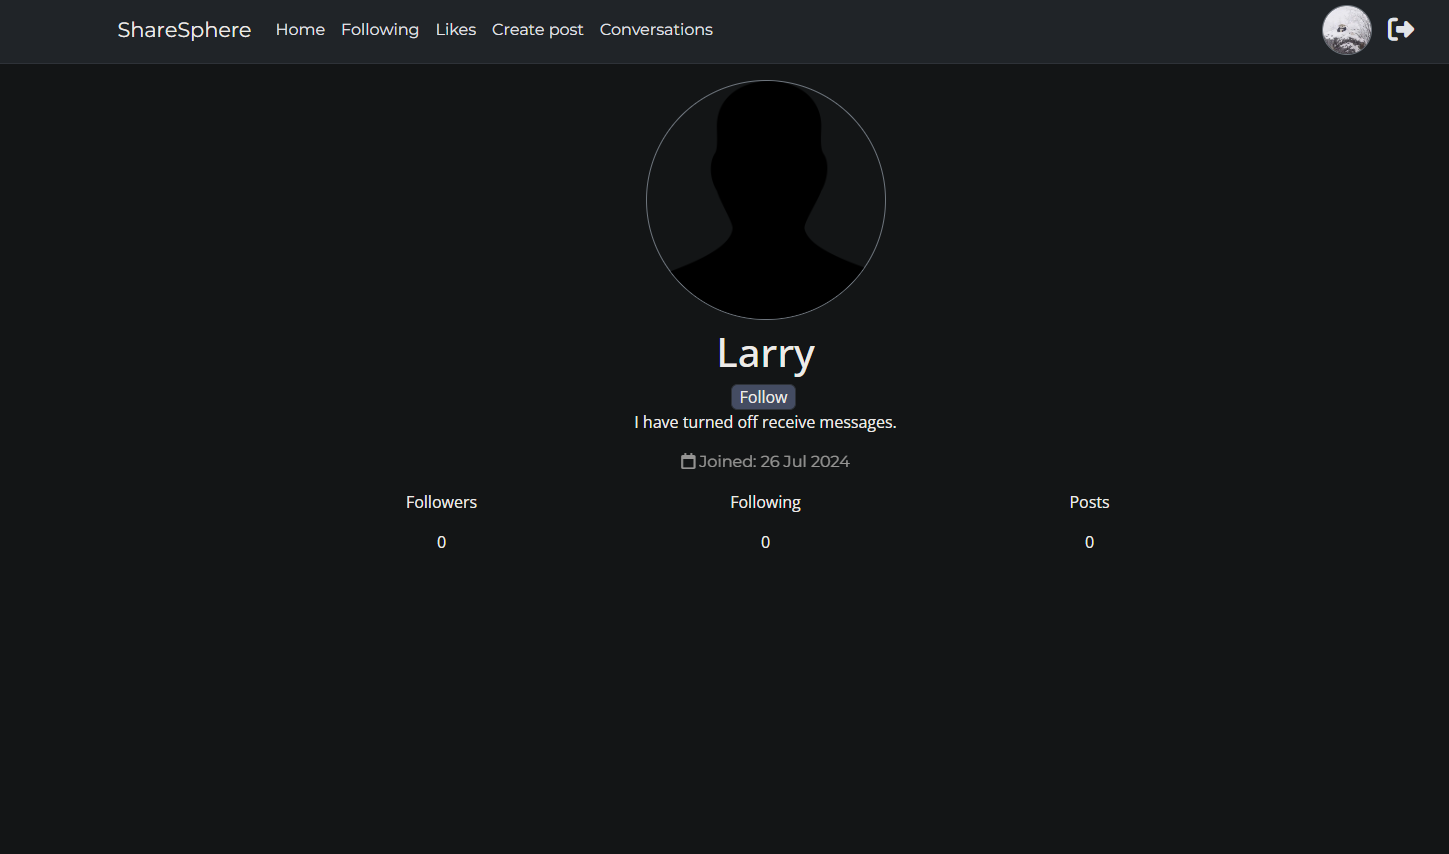 ShareSphere Home Following Likes Create post Conversations
Larry
Follow
I have turned off receive messages.
Joined: 26 Jul 2024
Followers Following Posts
0 0 0